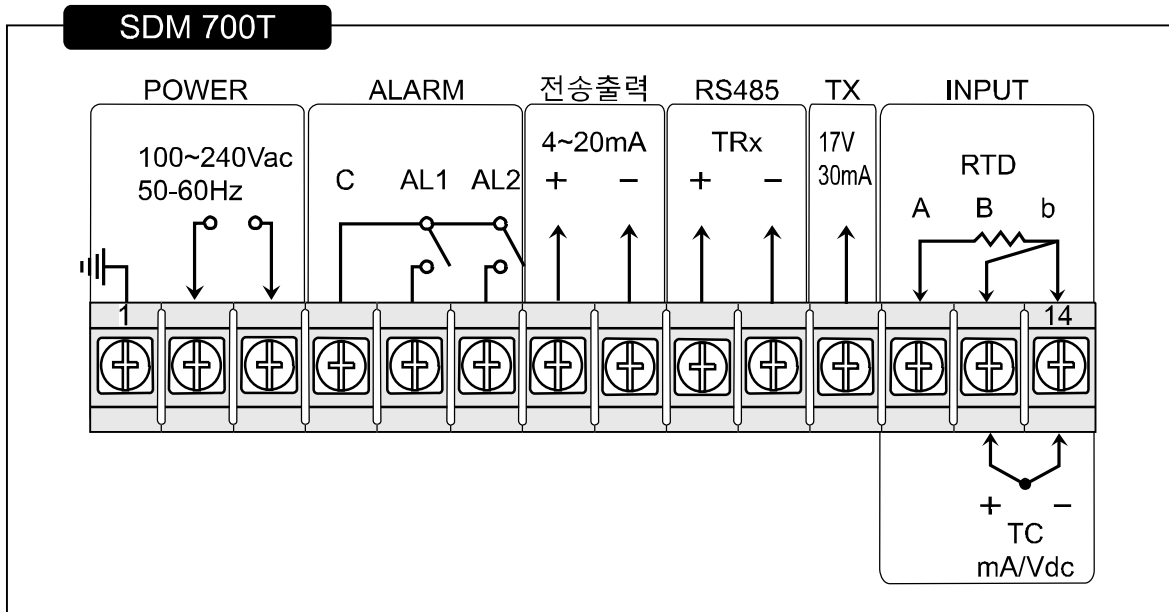 SDM 700T
POWER ALARM 전송출력 RS485 TX INPUT
100~240Vac
50-60Hz
C AL1 AL2
4~20mA
+ −
TRx
+ −
17V
30mA
RTD
A B b
1 14
+ −
TC
mA/Vdc